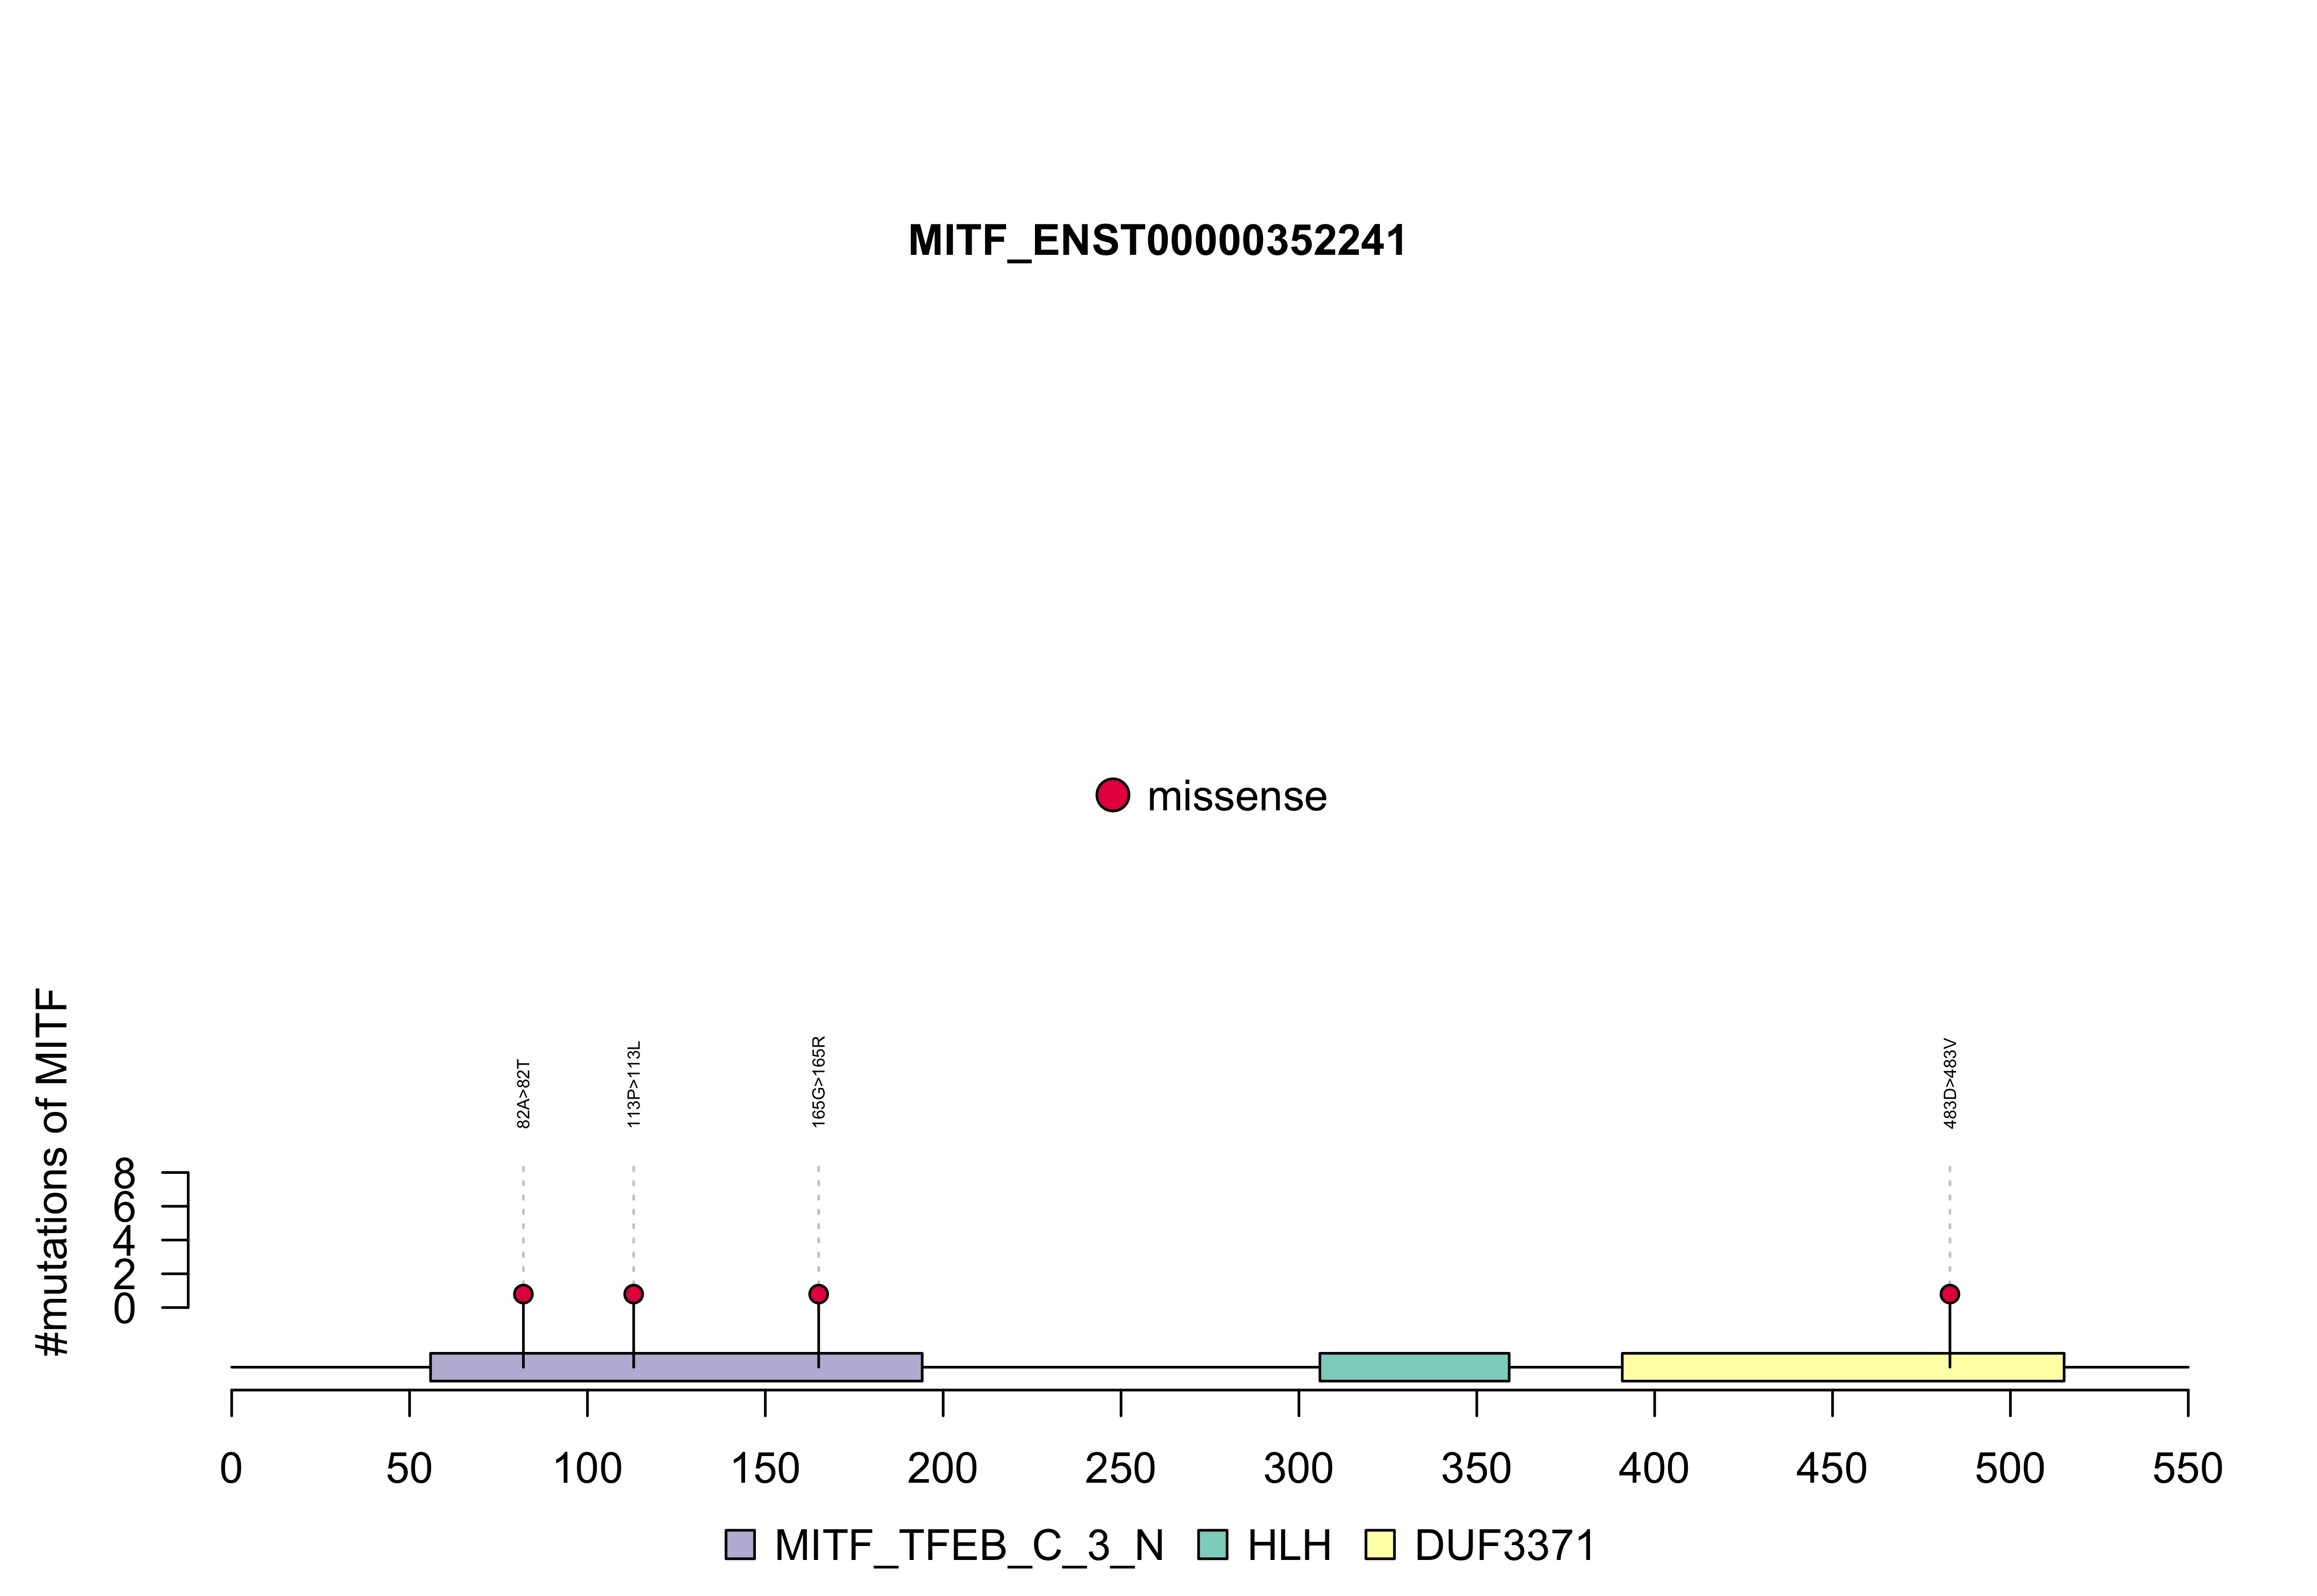 MITF_ENST00000352241
missense
#mutations of MITF
82A>82T
113P>113L
165G>165R
483D>483V
8
6
4
2
0
0 50 100 150 200 250 300 350 400 450 500 550
MITF_TFEB_C_3_N HLH DUF3371